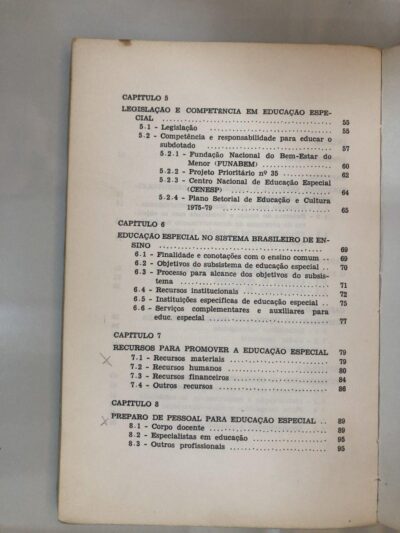 CAPÍTULO 5
LEGISLAÇÃO E COMPETÊNCIA EM EDUCAÇÃO ESPE-
CIAL ........................................ 55
5.1 - Legislação ............................ 55
5.2 - Competência e responsabilidade para educar o
subdotado ............................ 57
5.2.1 - Fundação Nacional do Bem-Estar do
Menor (FUNABEM) ................ 60
5.2.2 - Projeto Prioritário nº 35 ............ 62
5.2.3 - Centro Nacional de Educação Especial
(CENESP) ........................ 64
5.2.4 - Plano Setorial de Educação e Cultura
1975-79 ........................ 65
CAPÍTULO 6
EDUCAÇÃO ESPECIAL NO SISTEMA BRASILEIRO DE EN-
SINO ........................................ 69
6.1 - Finalidade e conotações com o ensino comum .. 69
6.2 - Objetivos do subsistema de educação especial .. 70
6.3 - Processo para alcance dos objetivos do subsis-
tema ................................ 71
6.4 - Recursos institucionais .................. 72
6.5 - Instituições específicas de educação especial .... 75
6.6 - Serviços complementares e auxiliares para
educ. especial ........................ 77
CAPÍTULO 7
RECURSOS PARA PROMOVER A EDUCAÇÃO ESPECIAL 79
7.1 - Recursos materiais ...................... 79
7.2 - Recursos humanos ...................... 80
7.3 - Recursos financeiros .................... 84
7.4 - Outros recursos ........................ 86
CAPÍTULO 8
PREPARO DE PESSOAL PARA EDUCAÇÃO ESPECIAL .. 89
8.1 - Corpo docente ........................ 89
8.2 - Especialistas em educação ................ 95
8.3 - Outros profissionais .................... 95